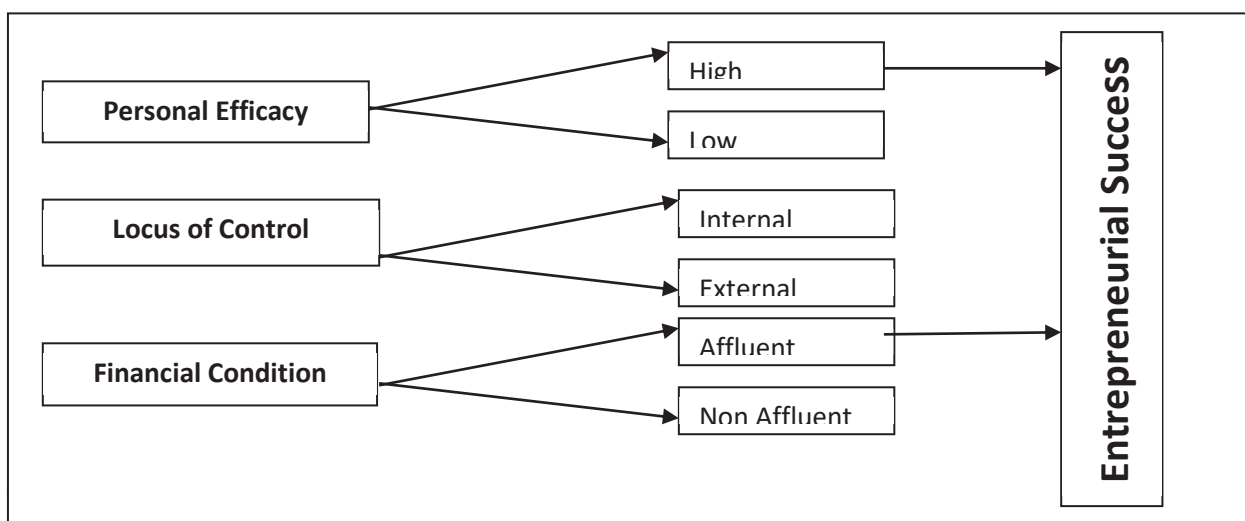 Personal Efficacy
High
Low
Locus of Control
Internal
External
Financial Condition
Affluent
Non Affluent
Entrepreneurial Success